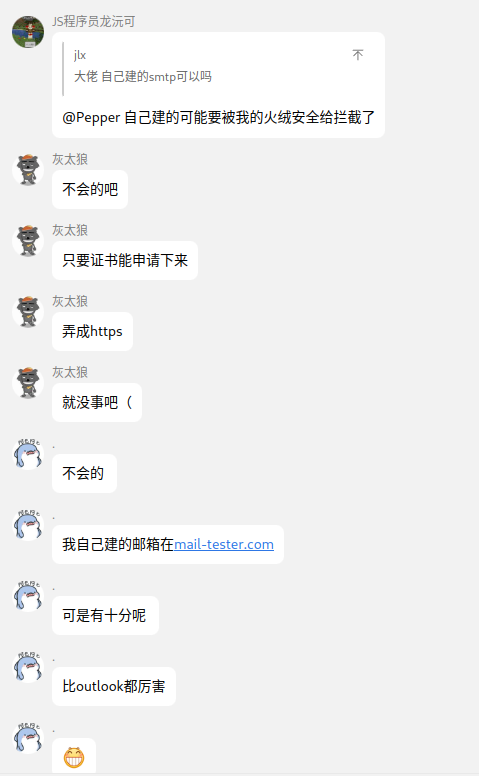 JS程序员龙沅可
jlx
大佬 自己建的smtp可以吗
@Pepper 自己建的可能要被我的火绒安全给拦截了
灰太狼
不会的吧
灰太狼
只要证书能申请下来
灰太狼
弄成https
灰太狼
就没事吧（
.
不会的
.
我自己建的邮箱在mail-tester.com
.
可是有十分呢
.
比outlook都厉害
.